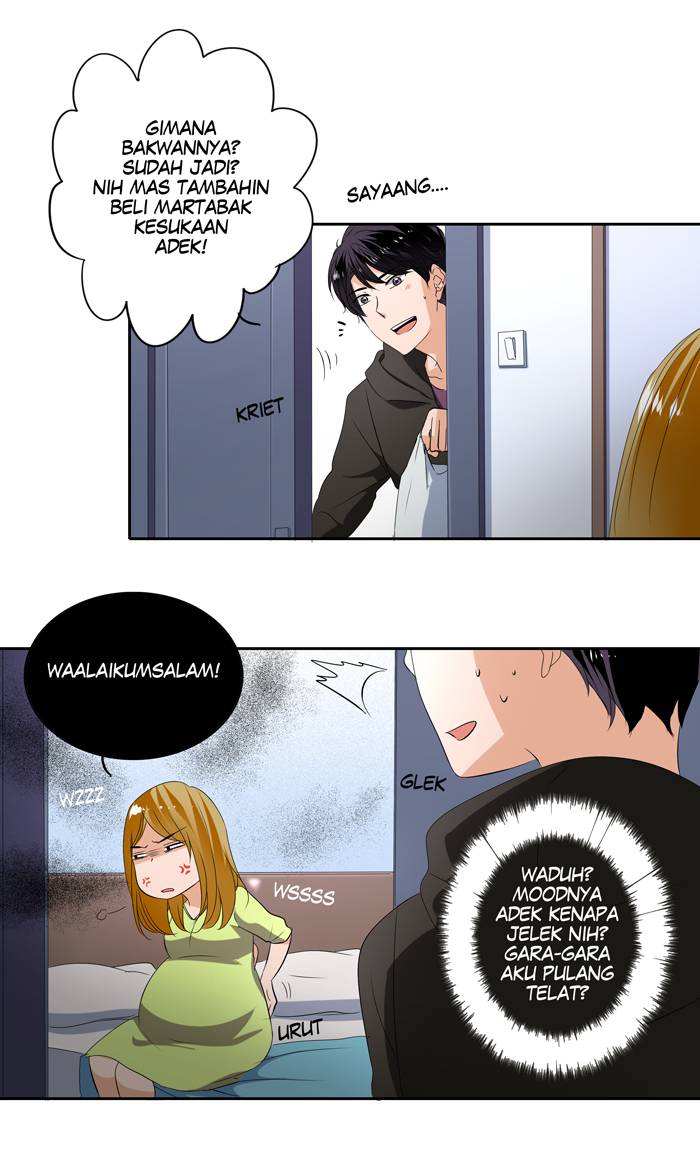 SAYAANG....
GIMANA
BAKWANNYA?
SUDAH JADI?
NIH MAS TAMBAHIN
BELI MARTABAK
KESUKAAN
ADEK!
KRIET
WAALAIKUMSALAM!
WZZZ
GLEK
WSSSS
URUT
WADUH?
MOODNYA
ADEK KENAPA
JELEK NIH?
GARA-GARA
AKU PULANG
TELAT?